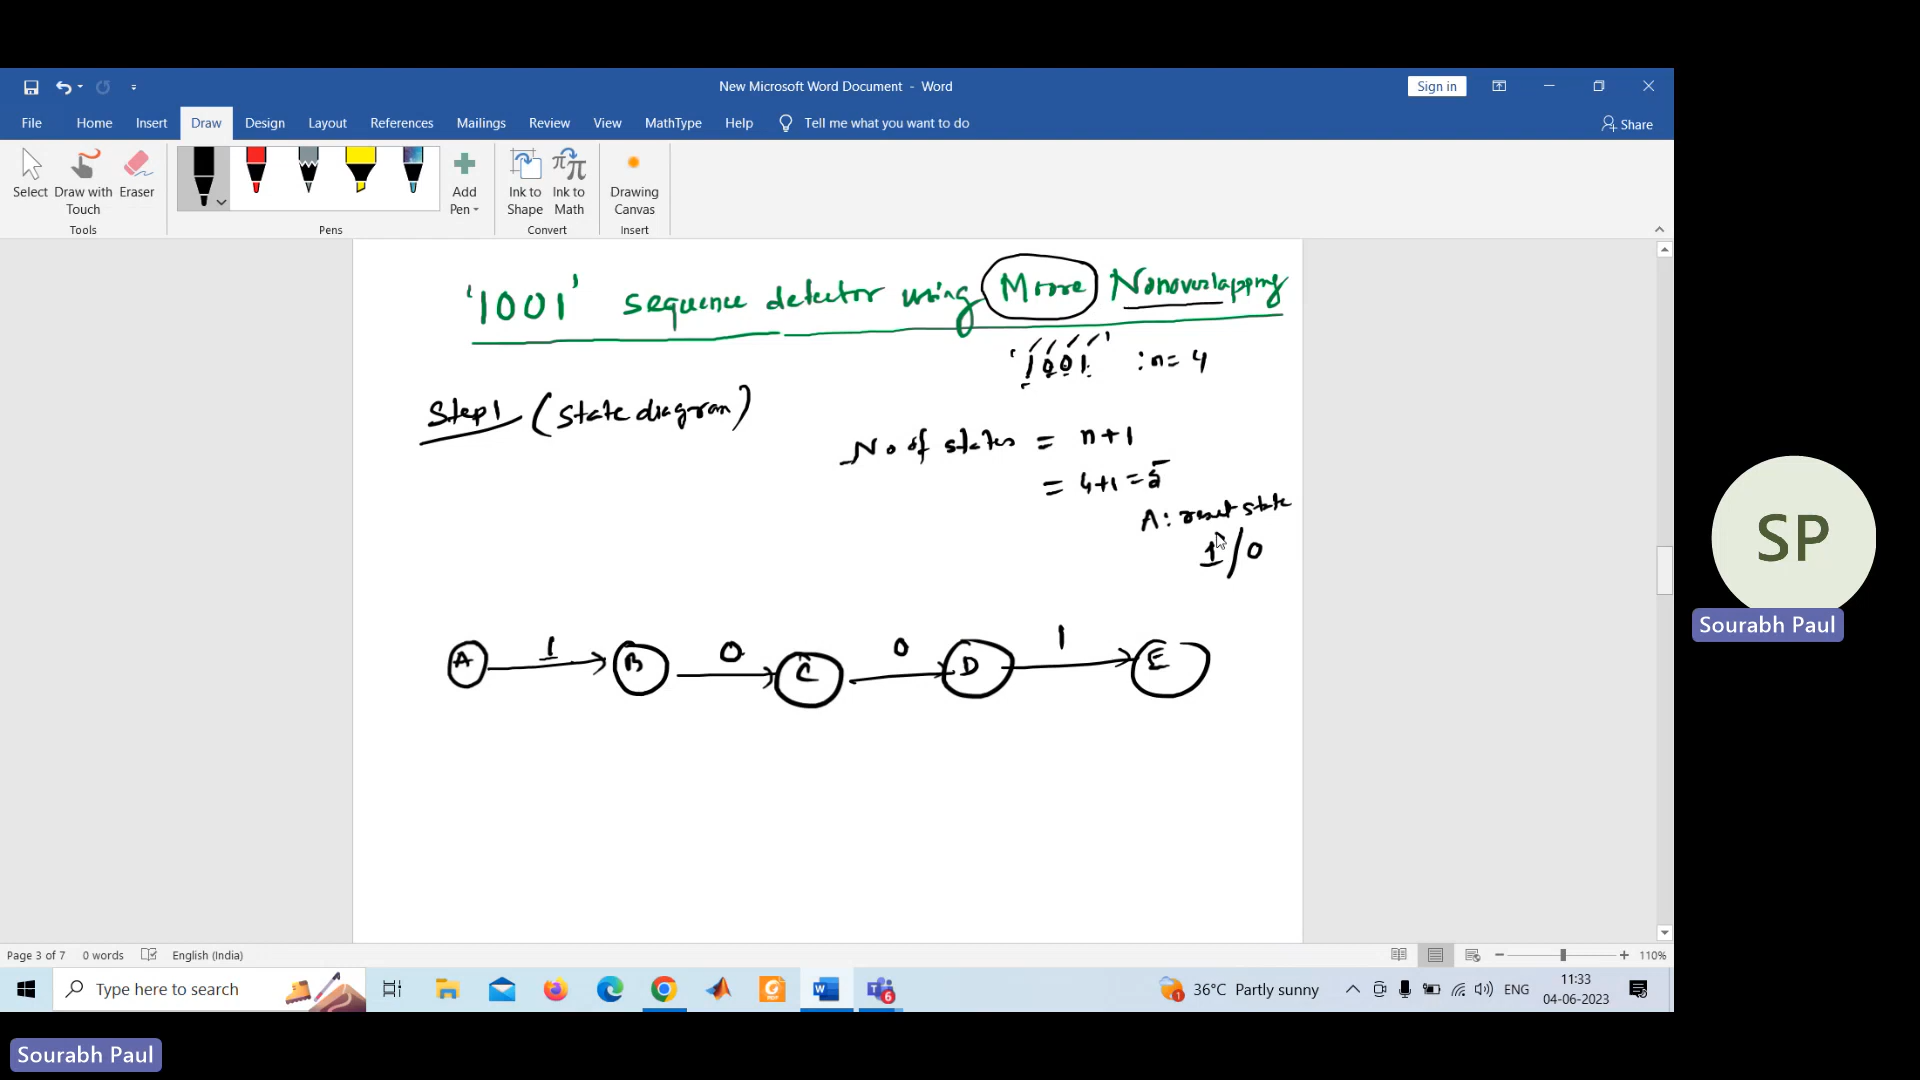 New Microsoft Word Document - Word
Sign in
File Home Insert Draw Design Layout References Mailings Review View MathType Help Tell me what you want to do
Share
Select Draw with Touch Eraser
Add Pen
Ink to Shape Ink to Math
Drawing Canvas
Tools Pens Convert Insert
'1001' sequence detector using Moore Nonoverlapping
'1001' : n = 4
Step1 (State diagram)
No of states = n+1
= 4+1 = 5
A: reset state
1/0
A 1 B 0 C 0 D 1 E
SP
Sourabh Paul
Page 3 of 7 0 words English (India) 110%
Type here to search
6
1
36°C Partly sunny
ENG
11:33
04-06-2023
Sourabh Paul